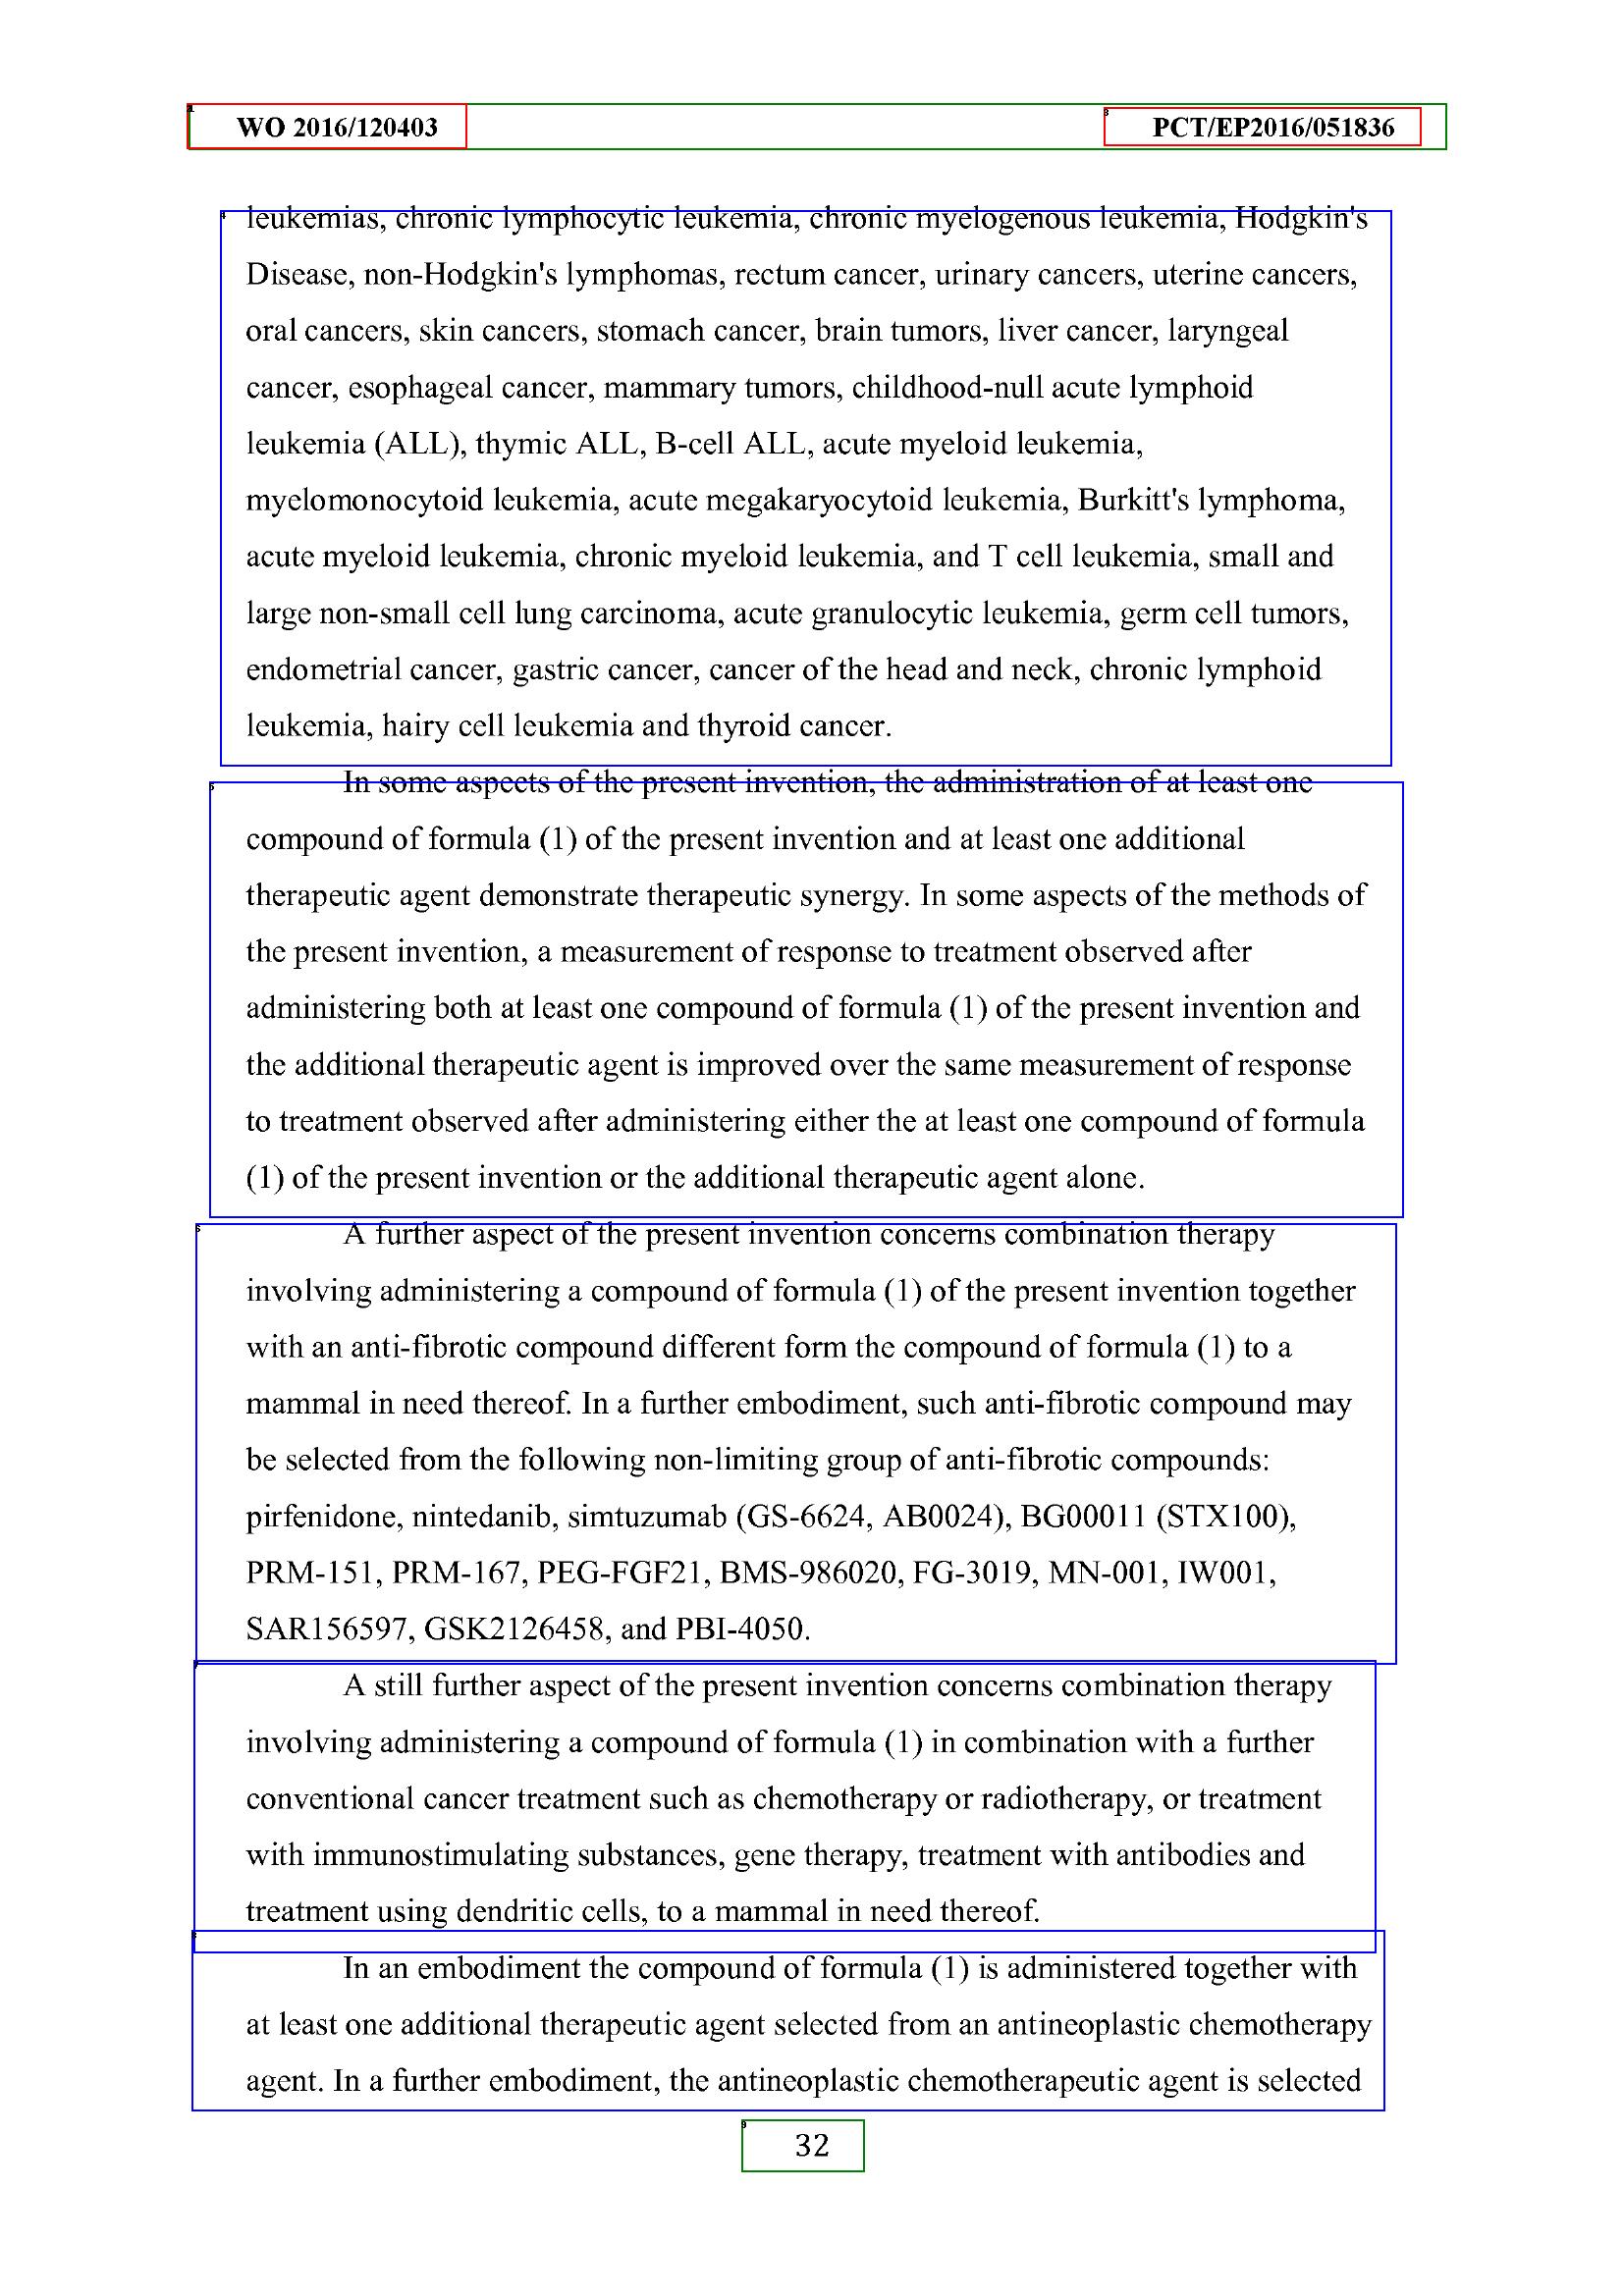 WO 2016/120403 PCT/EP2016/051836
leukemias, chronic lymphocytic leukemia, chronic myelogenous leukemia, Hodgkin's
Disease, non-Hodgkin's lymphomas, rectum cancer, urinary cancers, uterine cancers,
oral cancers, skin cancers, stomach cancer, brain tumors, liver cancer, laryngeal
cancer, esophageal cancer, mammary tumors, childhood-null acute lymphoid
leukemia (ALL), thymic ALL, B-cell ALL, acute myeloid leukemia,
myelomonocytoid leukemia, acute megakaryocytoid leukemia, Burkitt's lymphoma,
acute myeloid leukemia, chronic myeloid leukemia, and T cell leukemia, small and
large non-small cell lung carcinoma, acute granulocytic leukemia, germ cell tumors,
endometrial cancer, gastric cancer, cancer of the head and neck, chronic lymphoid
leukemia, hairy cell leukemia and thyroid cancer.
In some aspects of the present invention, the administration of at least one
compound of formula (1) of the present invention and at least one additional
therapeutic agent demonstrate therapeutic synergy. In some aspects of the methods of
the present invention, a measurement of response to treatment observed after
administering both at least one compound of formula (1) of the present invention and
the additional therapeutic agent is improved over the same measurement of response
to treatment observed after administering either the at least one compound of formula
(1) of the present invention or the additional therapeutic agent alone.
A further aspect of the present invention concerns combination therapy
involving administering a compound of formula (1) of the present invention together
with an anti-fibrotic compound different form the compound of formula (1) to a
mammal in need thereof. In a further embodiment, such anti-fibrotic compound may
be selected from the following non-limiting group of anti-fibrotic compounds:
pirfenidone, nintedanib, simtuzumab (GS-6624, AB0024), BG00011 (STX100),
PRM-151, PRM-167, PEG-FGF21, BMS-986020, FG-3019, MN-001, IW001,
SAR156597, GSK2126458, and PBI-4050.
A still further aspect of the present invention concerns combination therapy
involving administering a compound of formula (1) in combination with a further
conventional cancer treatment such as chemotherapy or radiotherapy, or treatment
with immunostimulating substances, gene therapy, treatment with antibodies and
treatment using dendritic cells, to a mammal in need thereof.
In an embodiment the compound of formula (1) is administered together with
at least one additional therapeutic agent selected from an antineoplastic chemotherapy
agent. In a further embodiment, the antineoplastic chemotherapeutic agent is selected
32